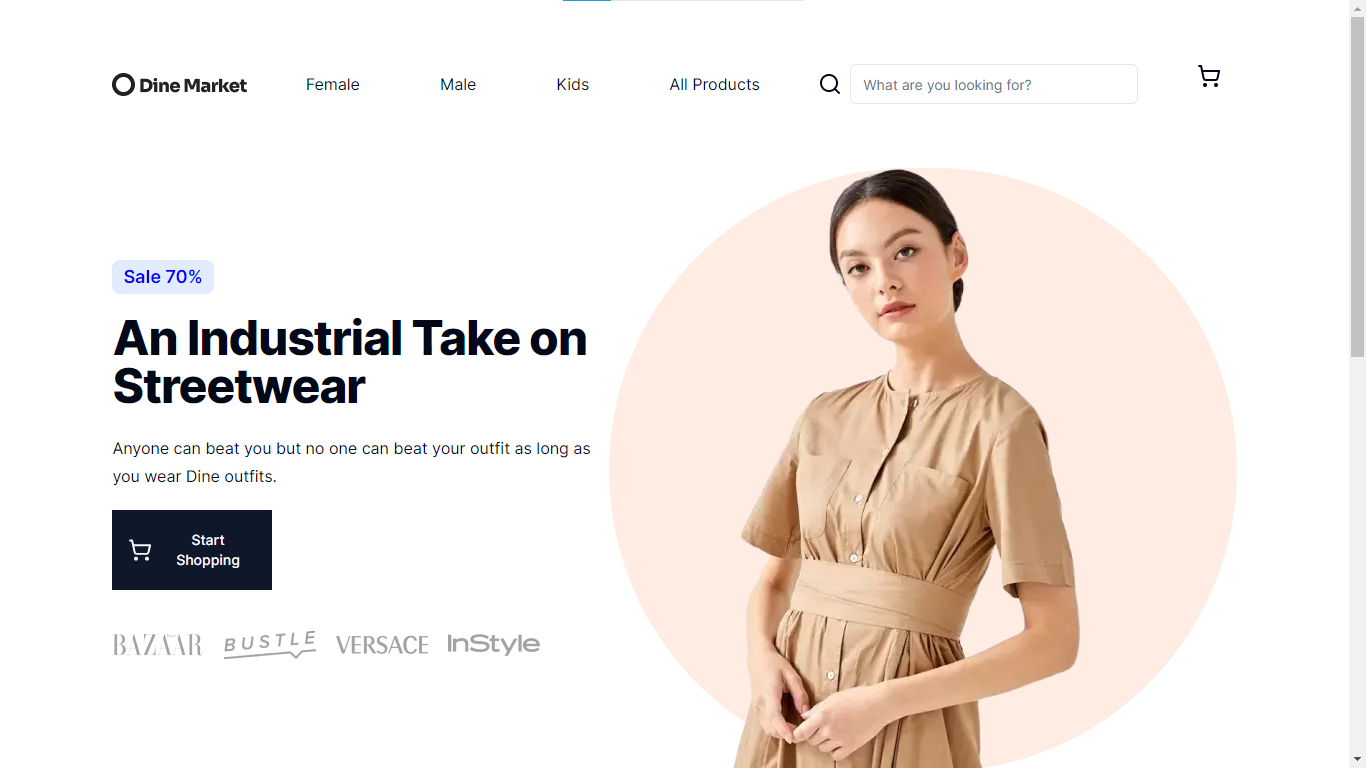 Dine Market
Female
Male
Kids
All Products
What are you looking for?
Sale 70%
An Industrial Take on
Streetwear
Anyone can beat you but no one can beat your outfit as long as
you wear Dine outfits.
Start
Shopping
BAZAAR
BUSTLE
VERSACE
InStyle